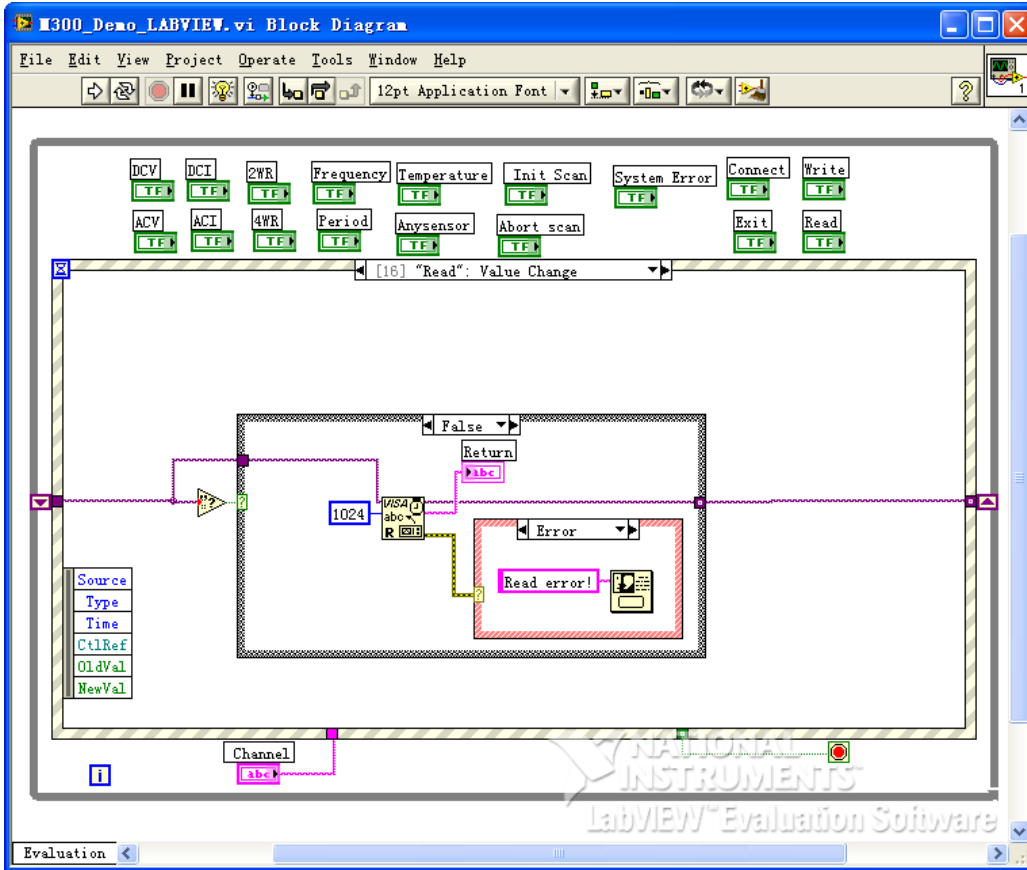 M300_Demo_LABVIEW.vi Block Diagram
File Edit View Project Operate Tools Window Help
12pt Application Font
?
1
DCV DCI 2WR Frequency Temperature Init Scan System Error Connect Write
TF TF TF TF TF TF TF TF TF
ACV ACI 4WR Period Anysensor Abort scan Exit Read
TF TF TF TF TF TF TF TF
[16] "Read": Value Change
False
Return
abc
"?
?
1024
VISA
abc
R
Error
Read error!
?
Source
Type
Time
CtlRef
OldVal
NewVal
Channel
abc
i
NATIONAL
INSTRUMENTS
LabVIEW™ Evaluation Software
Evaluation